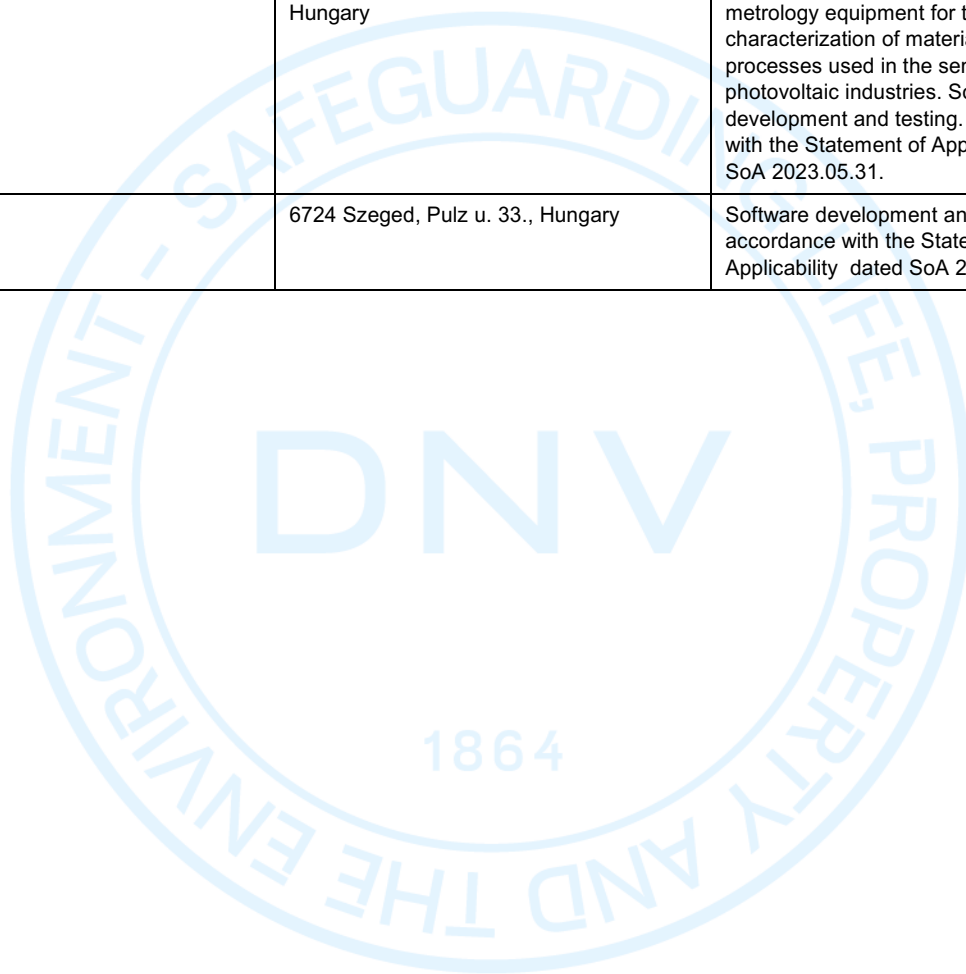 Hungary
metrology equipment for t
characterization of materia
processes used in the ser
photovoltaic industries. So
development and testing.
with the Statement of App
SoA 2023.05.31.
6724 Szeged, Pulz u. 33., Hungary
Software development an
accordance with the State
Applicability dated SoA 2
SAFEGUARDING LIFE, PROPERTY AND THE ENVIRONMENT -
DNV
1864